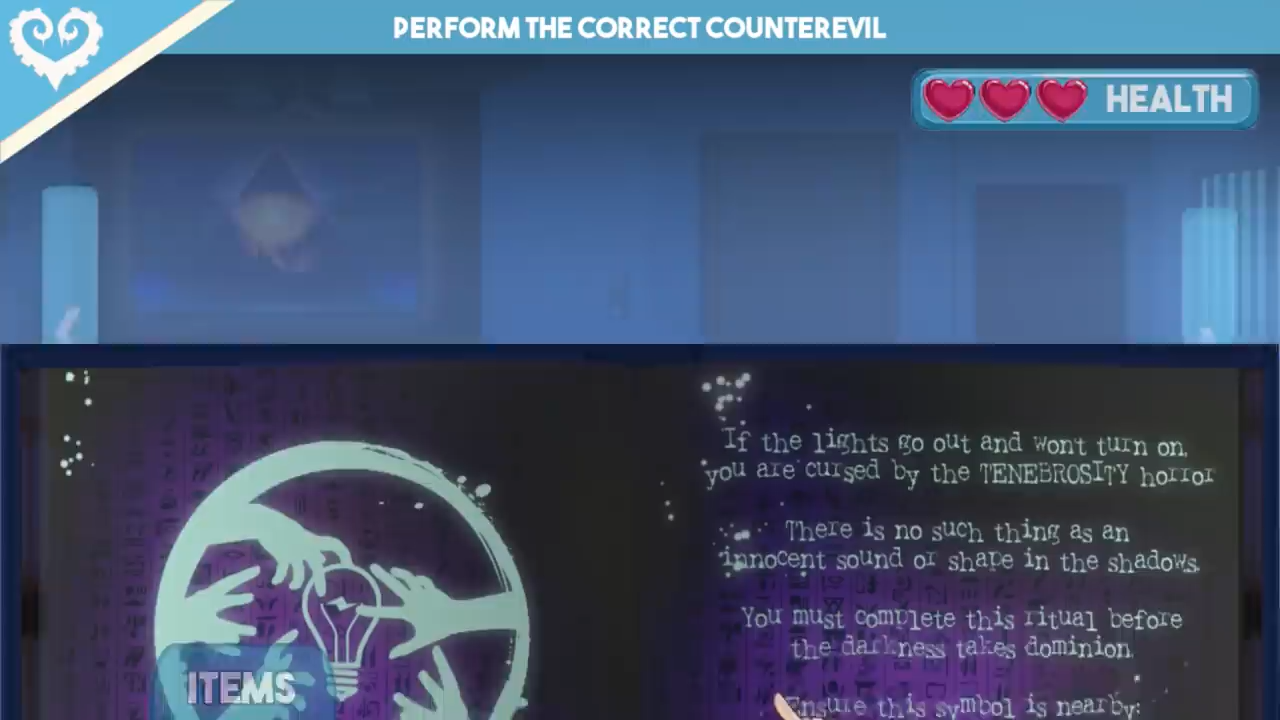 PERFORM THE CORRECT COUNTEREVIL
HEALTH
If the lights go out and wont turn on,
you are cursed by the TENEBROSITY horror
There is no such thing as an
innocent sound or shape in the shadows.
You must complete this ritual before
the darkness takes dominion.
Ensure this symbol is nearby:
ITEMS